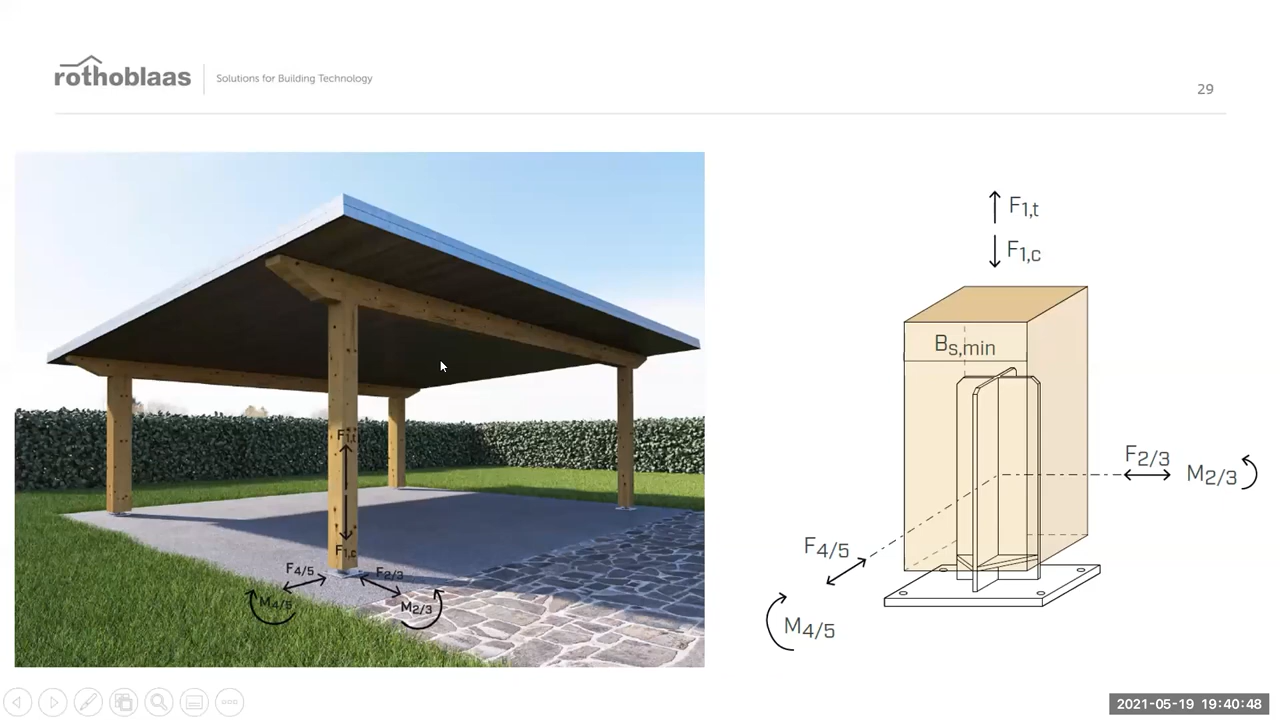 rothoblaas
Solutions for Building Technology
29
F1,t
F1,c
F4/5
F2/3
M4/5
M2/3
F1,t
F1,c
Bs,min
F2/3
M2/3
F4/5
M4/5
2021-05-19 19:40:48